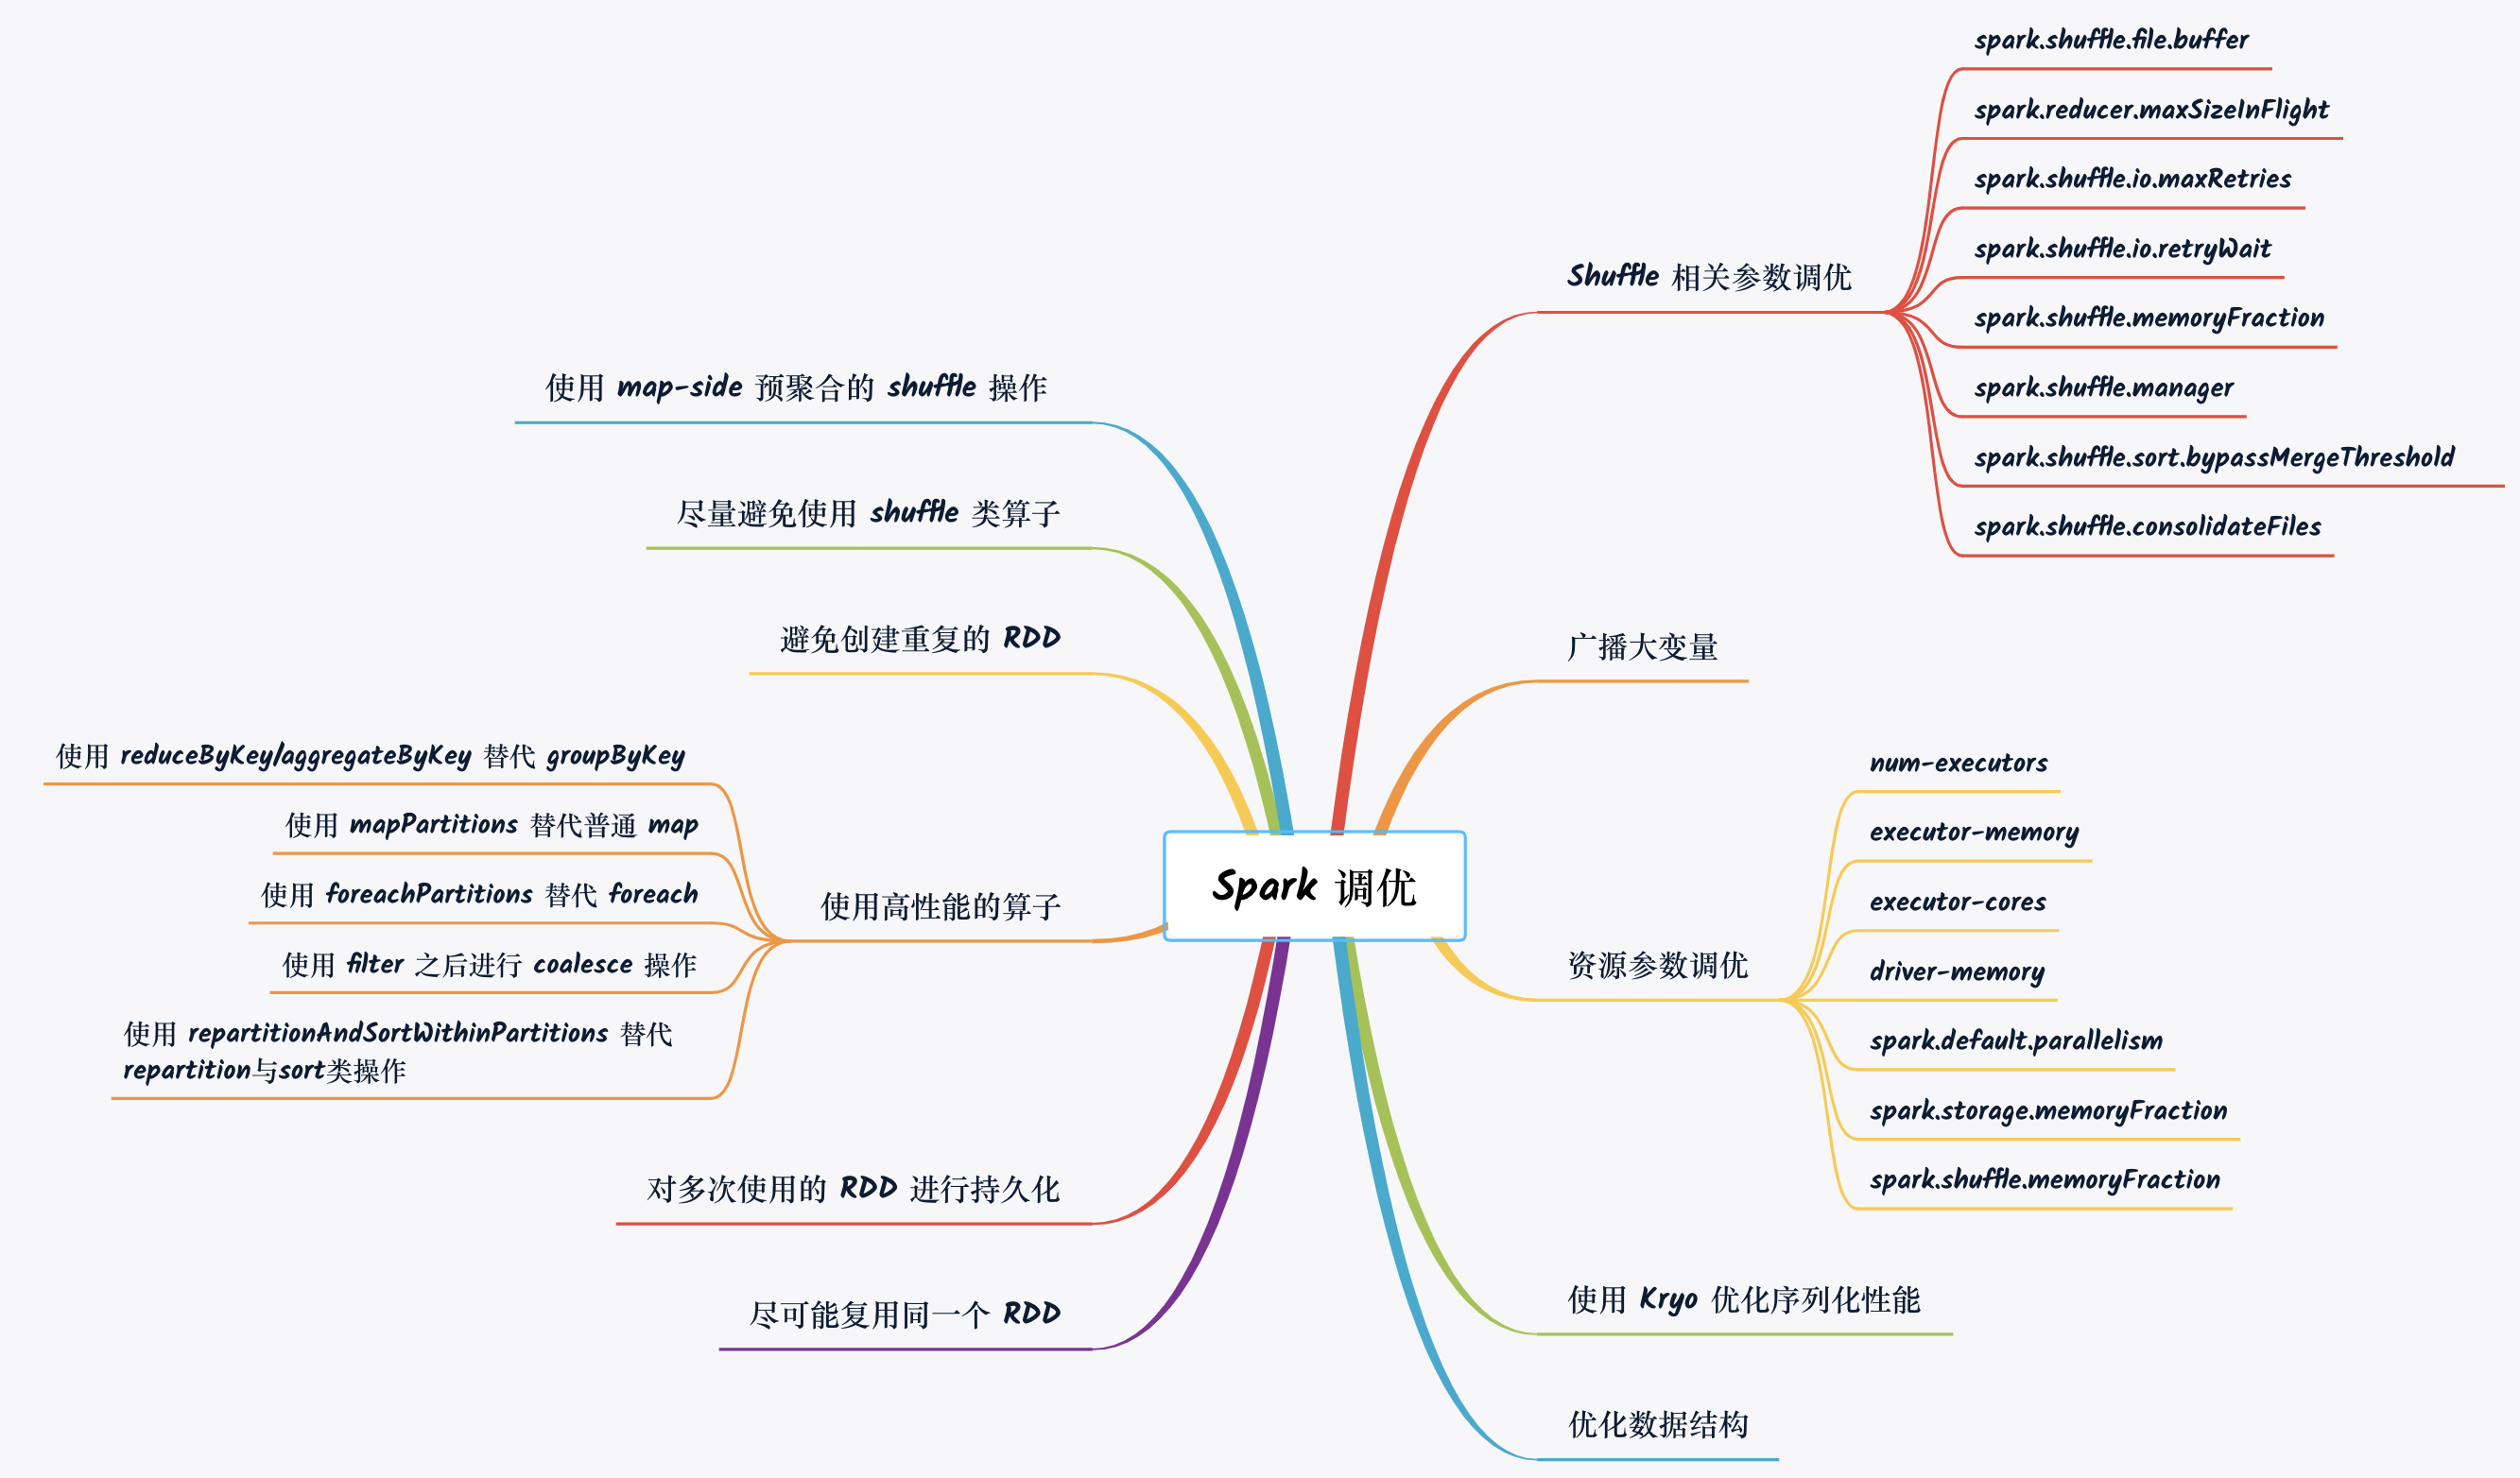 Spark 调优
Shuffle 相关参数调优
spark.shuffle.file.buffer
spark.reducer.maxSizeInFlight
spark.shuffle.io.maxRetries
spark.shuffle.io.retryWait
spark.shuffle.memoryFraction
spark.shuffle.manager
spark.shuffle.sort.bypassMergeThreshold
spark.shuffle.consolidateFiles
广播大变量
资源参数调优
num-executors
executor-memory
executor-cores
driver-memory
spark.default.parallelism
spark.storage.memoryFraction
spark.shuffle.memoryFraction
使用 Kryo 优化序列化性能
优化数据结构
使用 map-side 预聚合的 shuffle 操作
尽量避免使用 shuffle 类算子
避免创建重复的 RDD
使用高性能的算子
使用 reduceByKey/aggregateByKey 替代 groupByKey
使用 mapPartitions 替代普通 map
使用 foreachPartitions 替代 foreach
使用 filter 之后进行 coalesce 操作
使用 repartitionAndSortWithinPartitions 替代
repartition与sort类操作
对多次使用的 RDD 进行持久化
尽可能复用同一个 RDD